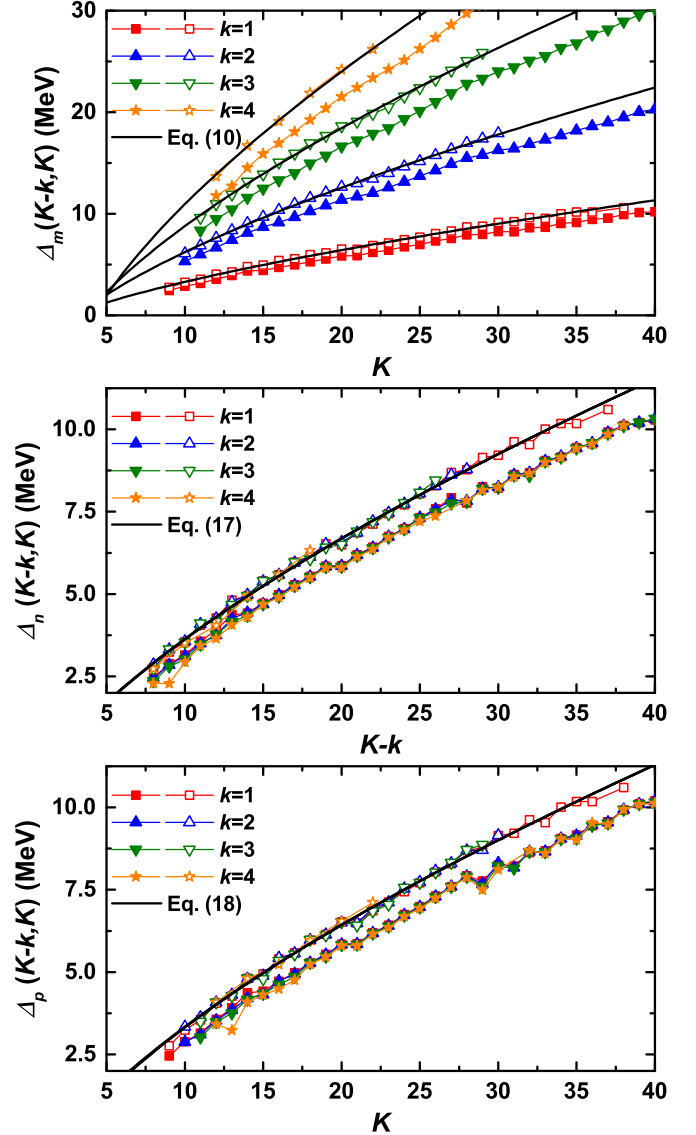 30
20
10
0
Δm(K-k,K) (MeV)
k=1
k=2
k=3
k=4
Eq. (10)
5 10 15 20 25 30 35 40
K
10.0
7.5
5.0
2.5
Δn (K-k,K) (MeV)
k=1
k=2
k=3
k=4
Eq. (17)
5 10 15 20 25 30 35 40
K-k
10.0
7.5
5.0
2.5
Δp (K-k,K) (MeV)
k=1
k=2
k=3
k=4
Eq. (18)
5 10 15 20 25 30 35 40
K